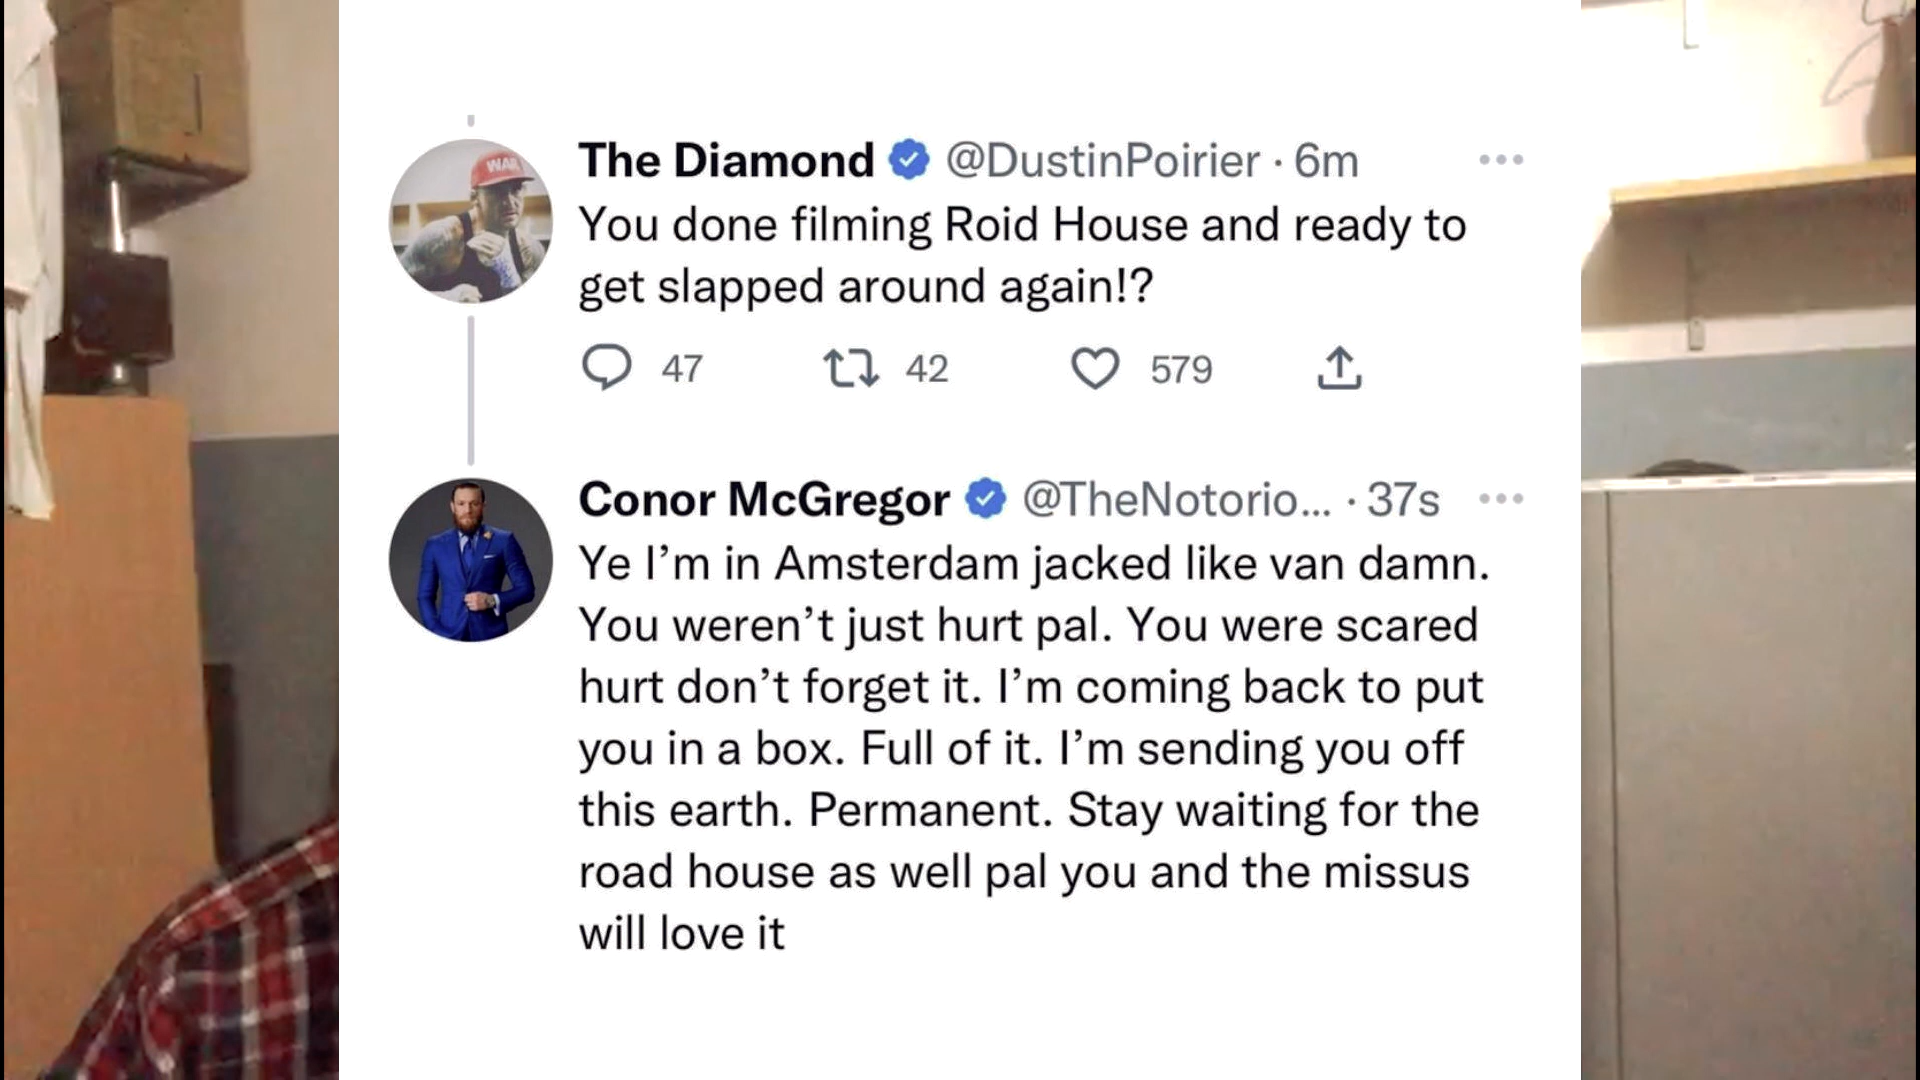 WAR
The Diamond @DustinPoirier · 6m
You done filming Roid House and ready to
get slapped around again!?
47 42 579
Conor McGregor @TheNotorio... · 37s
Ye I’m in Amsterdam jacked like van damn.
You weren’t just hurt pal. You were scared
hurt don’t forget it. I’m coming back to put
you in a box. Full of it. I’m sending you off
this earth. Permanent. Stay waiting for the
road house as well pal you and the missus
will love it